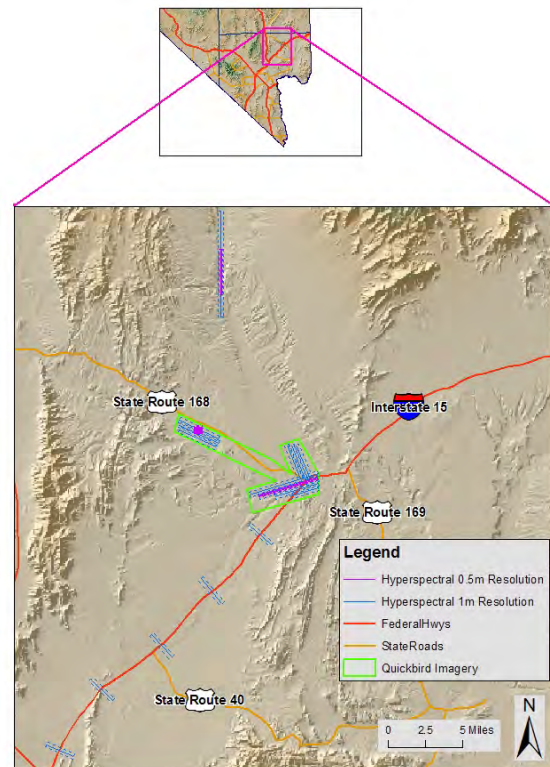 State Route 168
Interstate 15
State Route 169
Legend
Hyperspectral 0.5m Resolution
Hyperspectral 1m Resolution
FederalHwys
StateRoads
Quickbird Imagery
State Route 40
0 2.5 5 Miles
N